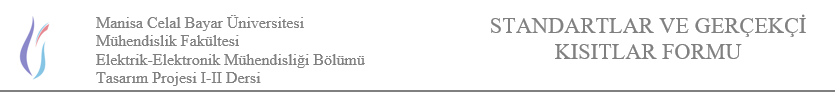 Manisa Celal Bayar Üniversitesi
Mühendislik Fakültesi
Elektrik-Elektronik Mühendisliği Bölümü
Tasarım Projesi I-II Dersi
STANDARTLAR VE GERÇEKÇİ
KISITLAR FORMU